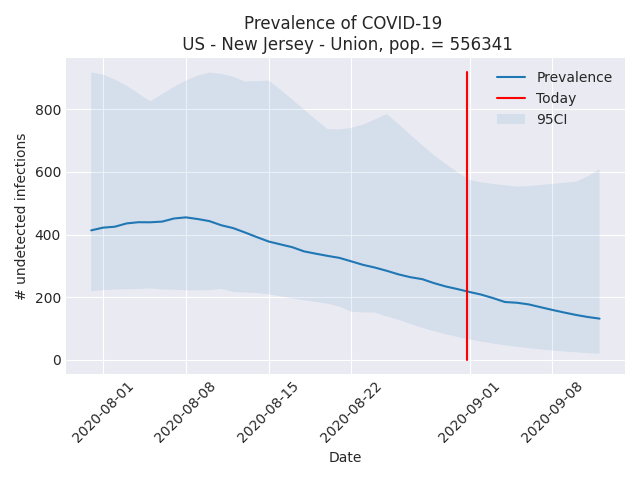 Prevalence of COVID-19
US - New Jersey - Union, pop. = 556341
Prevalence
Today
95CI
# undetected infections
800
600
400
200
0
2020-08-01
2020-08-08
2020-08-15
2020-08-22
2020-09-01
2020-09-08
Date